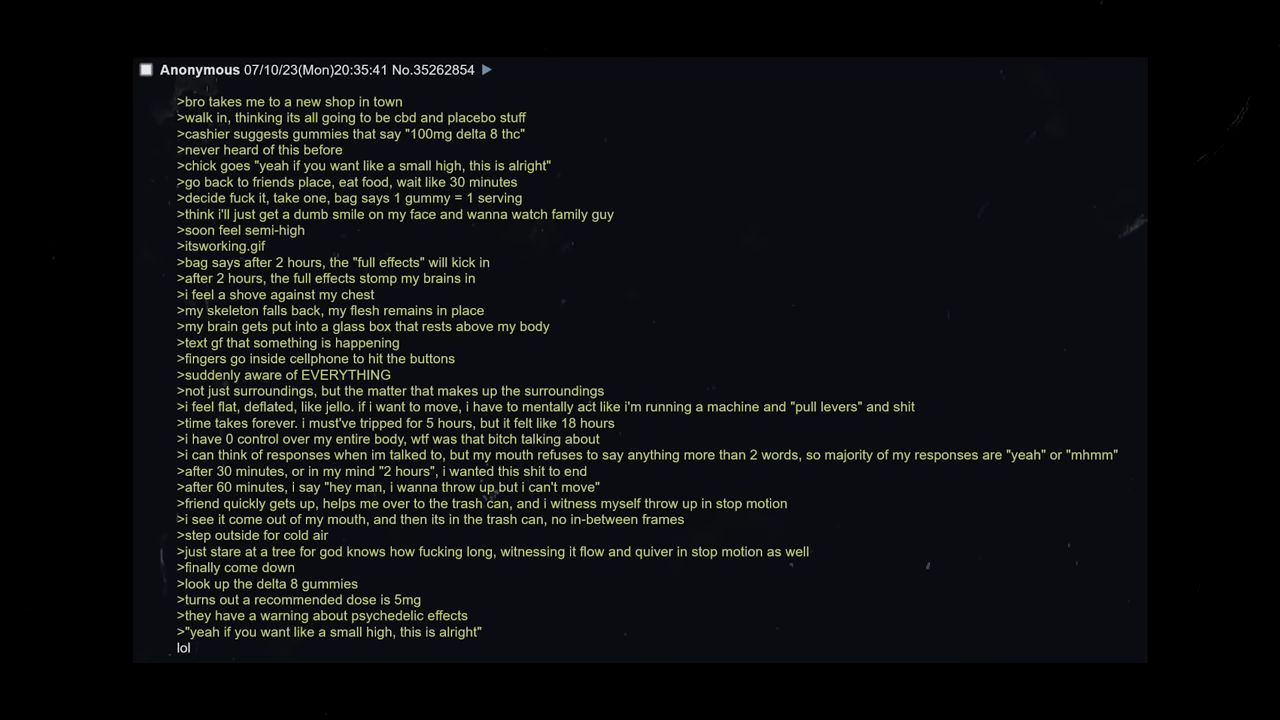 Anonymous 07/10/23(Mon)20:35:41 No.35262854
>bro takes me to a new shop in town
>walk in, thinking its all going to be cbd and placebo stuff
>cashier suggests gummies that say "100mg delta 8 thc"
>never heard of this before
>chick goes "yeah if you want like a small high, this is alright"
>go back to friends place, eat food, wait like 30 minutes
>decide fuck it, take one, bag says 1 gummy = 1 serving
>think i'll just get a dumb smile on my face and wanna watch family guy
>soon feel semi-high
>itsworking.gif
>bag says after 2 hours, the "full effects" will kick in
>after 2 hours, the full effects stomp my brains in
>i feel a shove against my chest
>my skeleton falls back, my flesh remains in place
>my brain gets put into a glass box that rests above my body
>text gf that something is happening
>fingers go inside cellphone to hit the buttons
>suddenly aware of EVERYTHING
>not just surroundings, but the matter that makes up the surroundings
>i feel flat, deflated, like jello. if i want to move, i have to mentally act like i'm running a machine and "pull levers" and shit
>time takes forever. i must've tripped for 5 hours, but it felt like 18 hours
>i have 0 control over my entire body, wtf was that bitch talking about
>i can think of responses when im talked to, but my mouth refuses to say anything more than 2 words, so majority of my responses are "yeah" or "mhmm"
>after 30 minutes, or in my mind "2 hours", i wanted this shit to end
>after 60 minutes, i say "hey man, i wanna throw up but i can't move"
>friend quickly gets up, helps me over to the trash can, and i witness myself throw up in stop motion
>i see it come out of my mouth, and then its in the trash can, no in-between frames
>step outside for cold air
>just stare at a tree for god knows how fucking long, witnessing it flow and quiver in stop motion as well
>finally come down
>look up the delta 8 gummies
>turns out a recommended dose is 5mg
>they have a warning about psychedelic effects
>"yeah if you want like a small high, this is alright"
lol